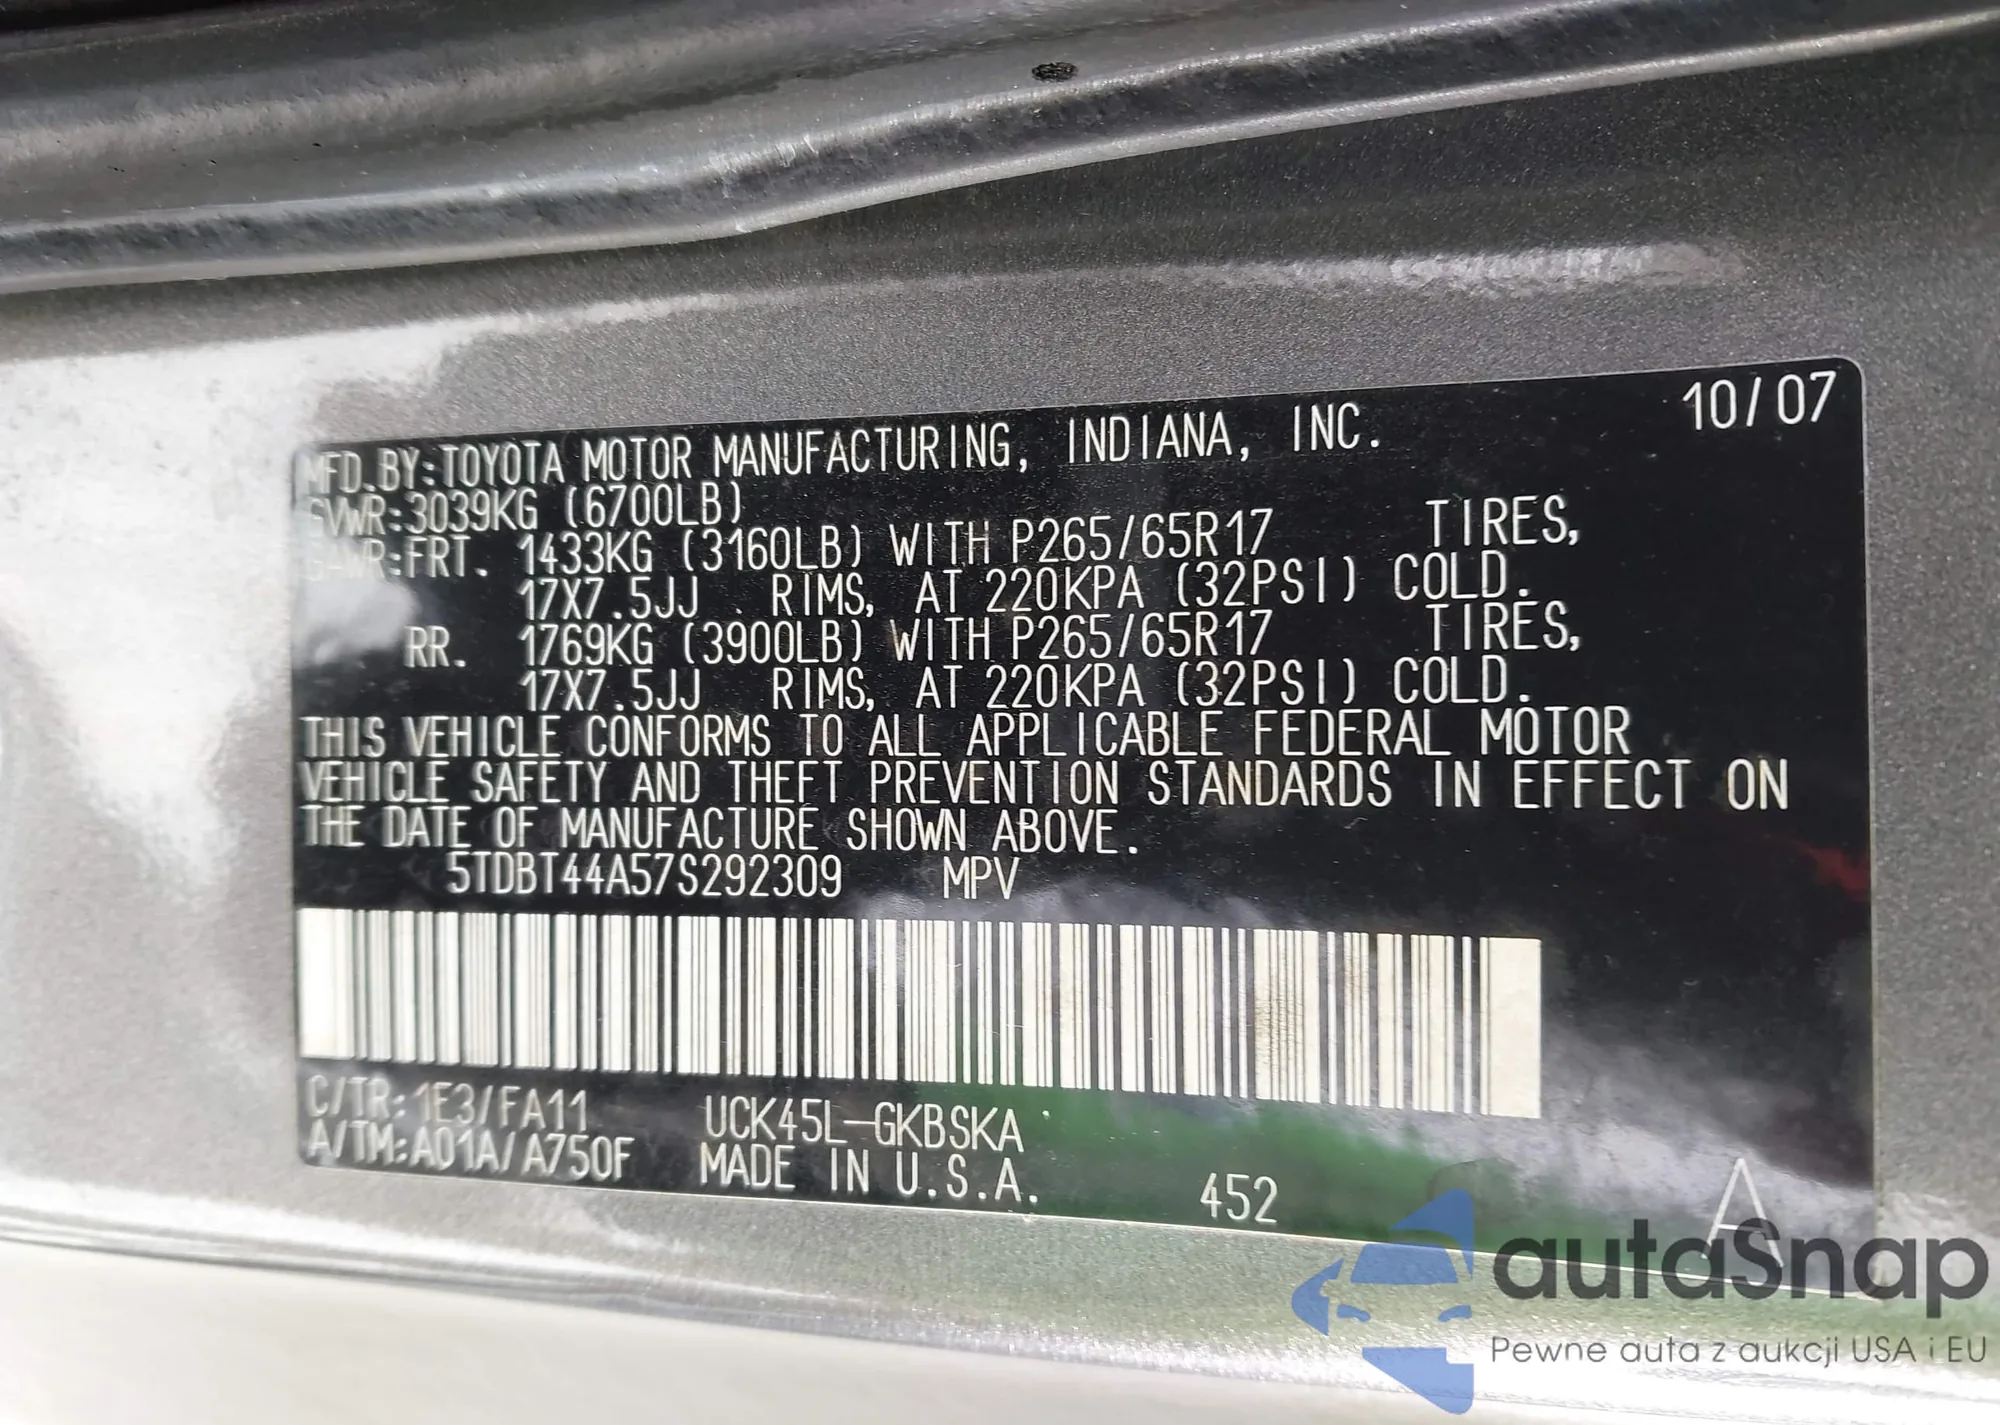 10/07
MFD.BY:TOYOTA MOTOR MANUFACTURING, INDIANA, INC.
GVWR:3039KG (6700LB)
GAWR:FRT. 1433KG (3160LB) WITH P265/65R17 TIRES,
17X7.5JJ RIMS, AT 220KPA (32PSI) COLD.
RR. 1769KG (3900LB) WITH P265/65R17 TIRES,
17X7.5JJ RIMS, AT 220KPA (32PSI) COLD.
THIS VEHICLE CONFORMS TO ALL APPLICABLE FEDERAL MOTOR
VEHICLE SAFETY AND THEFT PREVENTION STANDARDS IN EFFECT ON
THE DATE OF MANUFACTURE SHOWN ABOVE.
5TDBT44A57S292309 MPV
C/TR:1E3/FA11 UCK45L-GKBSKA
A/TM:A01A/A750F MADE IN U.S.A. 452 A
autaSnap
Pewne auta z aukcji USA i EU